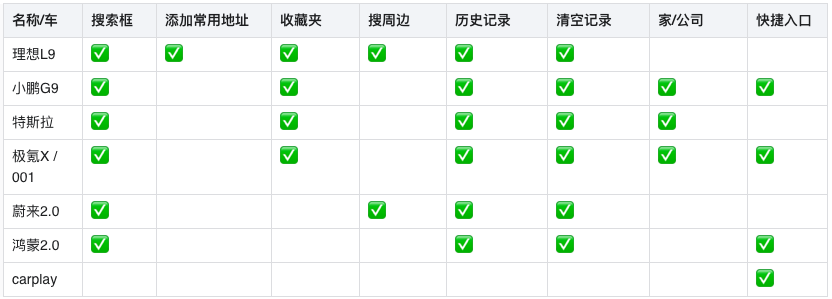 名称/车 搜索框 添加常用地址 收藏夹 搜周边 历史记录 清空记录 家/公司 快捷入口
理想L9 ✅ ✅ ✅ ✅ ✅ ✅
小鹏G9 ✅ ✅ ✅ ✅ ✅ ✅
特斯拉 ✅ ✅ ✅ ✅ ✅
极氪X / ✅ ✅ ✅ ✅ ✅ ✅
001
蔚来2.0 ✅ ✅ ✅ ✅
鸿蒙2.0 ✅ ✅ ✅ ✅
carplay ✅